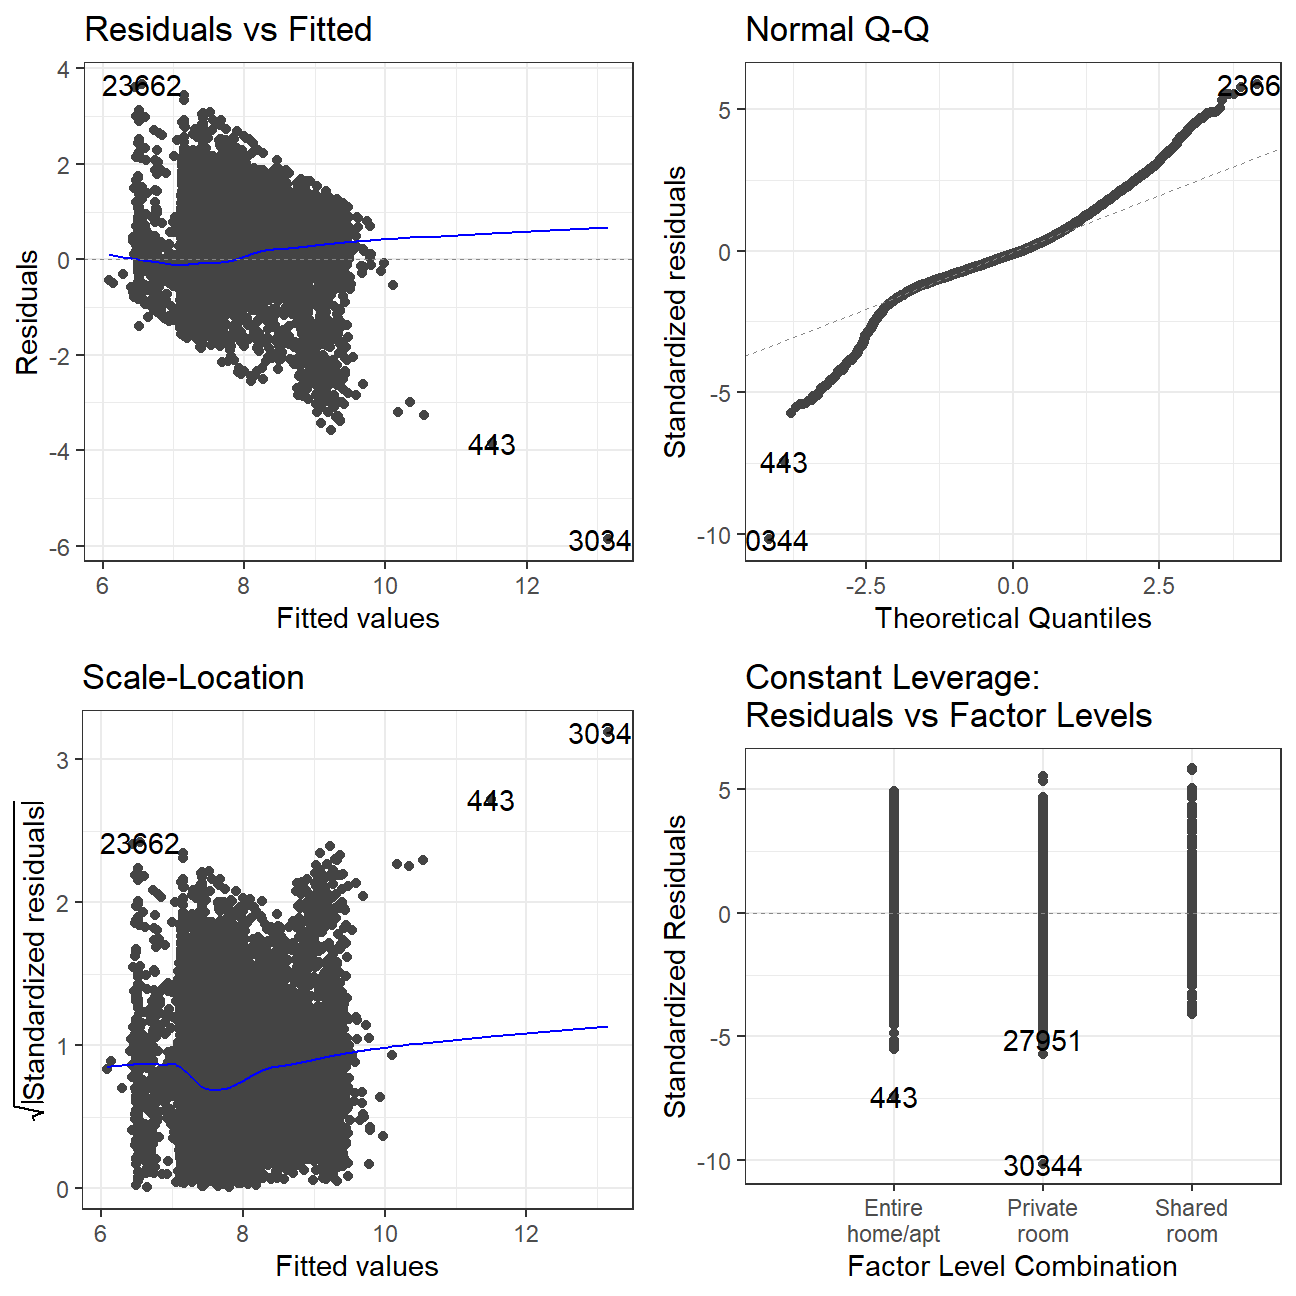 Residuals vs Fitted
4
2
0
-2
-4
-6
Residuals
23662
443
3034
6 8 10 12
Fitted values
Normal Q-Q
5
0
-5
-10
Standardized residuals
2366
443
0344
-2.5 0.0 2.5
Theoretical Quantiles
Scale-Location
3
2
1
0
√|Standardized residuals|
3034
443
23662
6 8 10 12
Fitted values
Constant Leverage:
Residuals vs Factor Levels
5
0
-5
-10
Standardized Residuals
27951
443
30344
Entire
home/apt
Private
room
Shared
room
Factor Level Combination